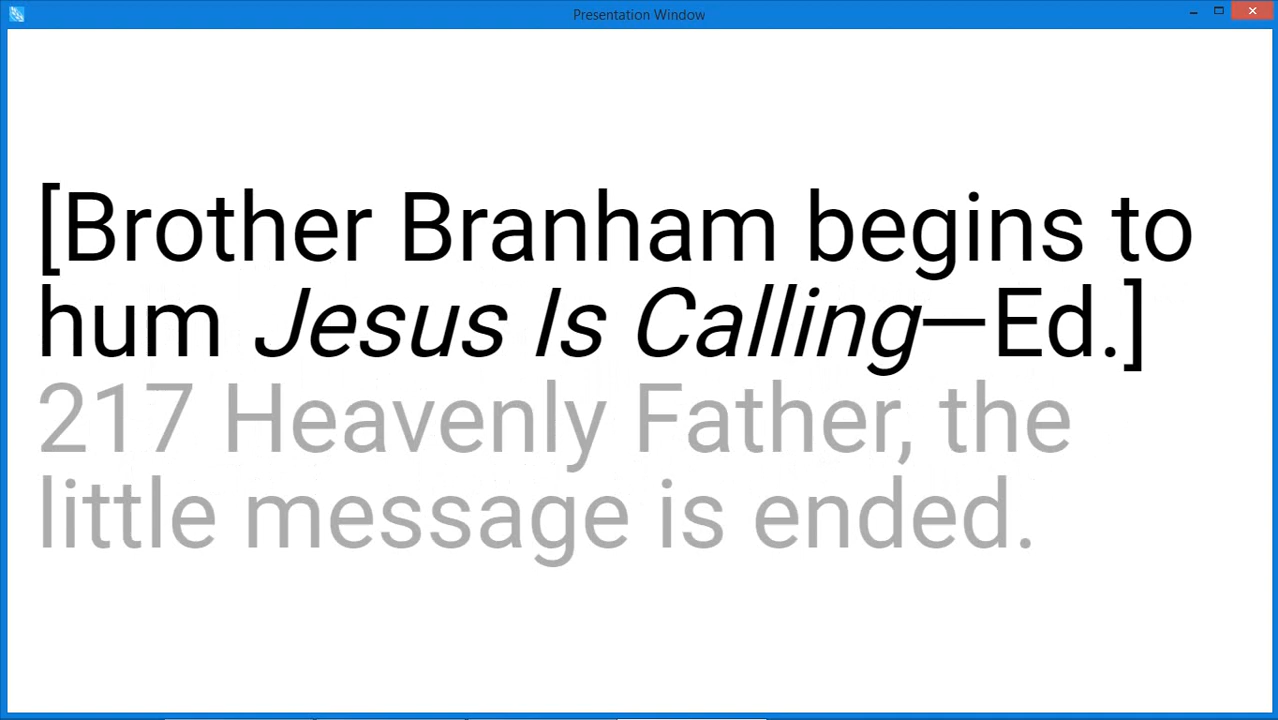 Presentation Window
[Brother Branham begins to
hum Jesus Is Calling—Ed.]
217 Heavenly Father, the
little message is ended.